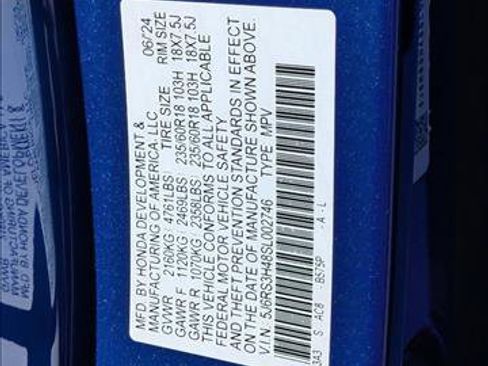 MFD BY HONDA DEVELOPMENT & 06/24
MANUFACTURING OF AMERICA, LLC
GVWR 2160KG 4761LBS TIRE SIZE RIM SIZE
GAWR F 1120KG 2469LBS 235/60R18 103H 18X7.5J
GAWR R 1070KG 2358LBS 235/60R18 103H 18X7.5J
THIS VEHICLE CONFORMS TO ALL APPLICABLE
FEDERAL MOTOR VEHICLE SAFETY
AND THEFT PREVENTION STANDARDS IN EFFECT
ON THE DATE OF MANUFACTURE SHOWN ABOVE.
V.I.N. 5J6RS3H48SL002746 TYPE MPV
3A3 S -AC8 - B575P - A - L